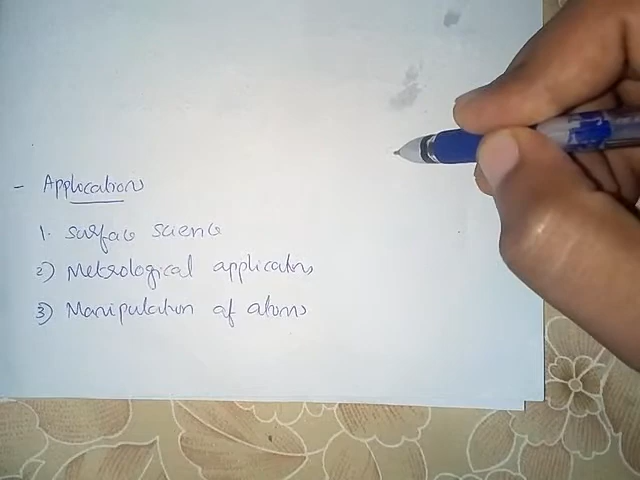 - Applications
1. Surface science
2) Metrological applications
3) Manipulation of atoms